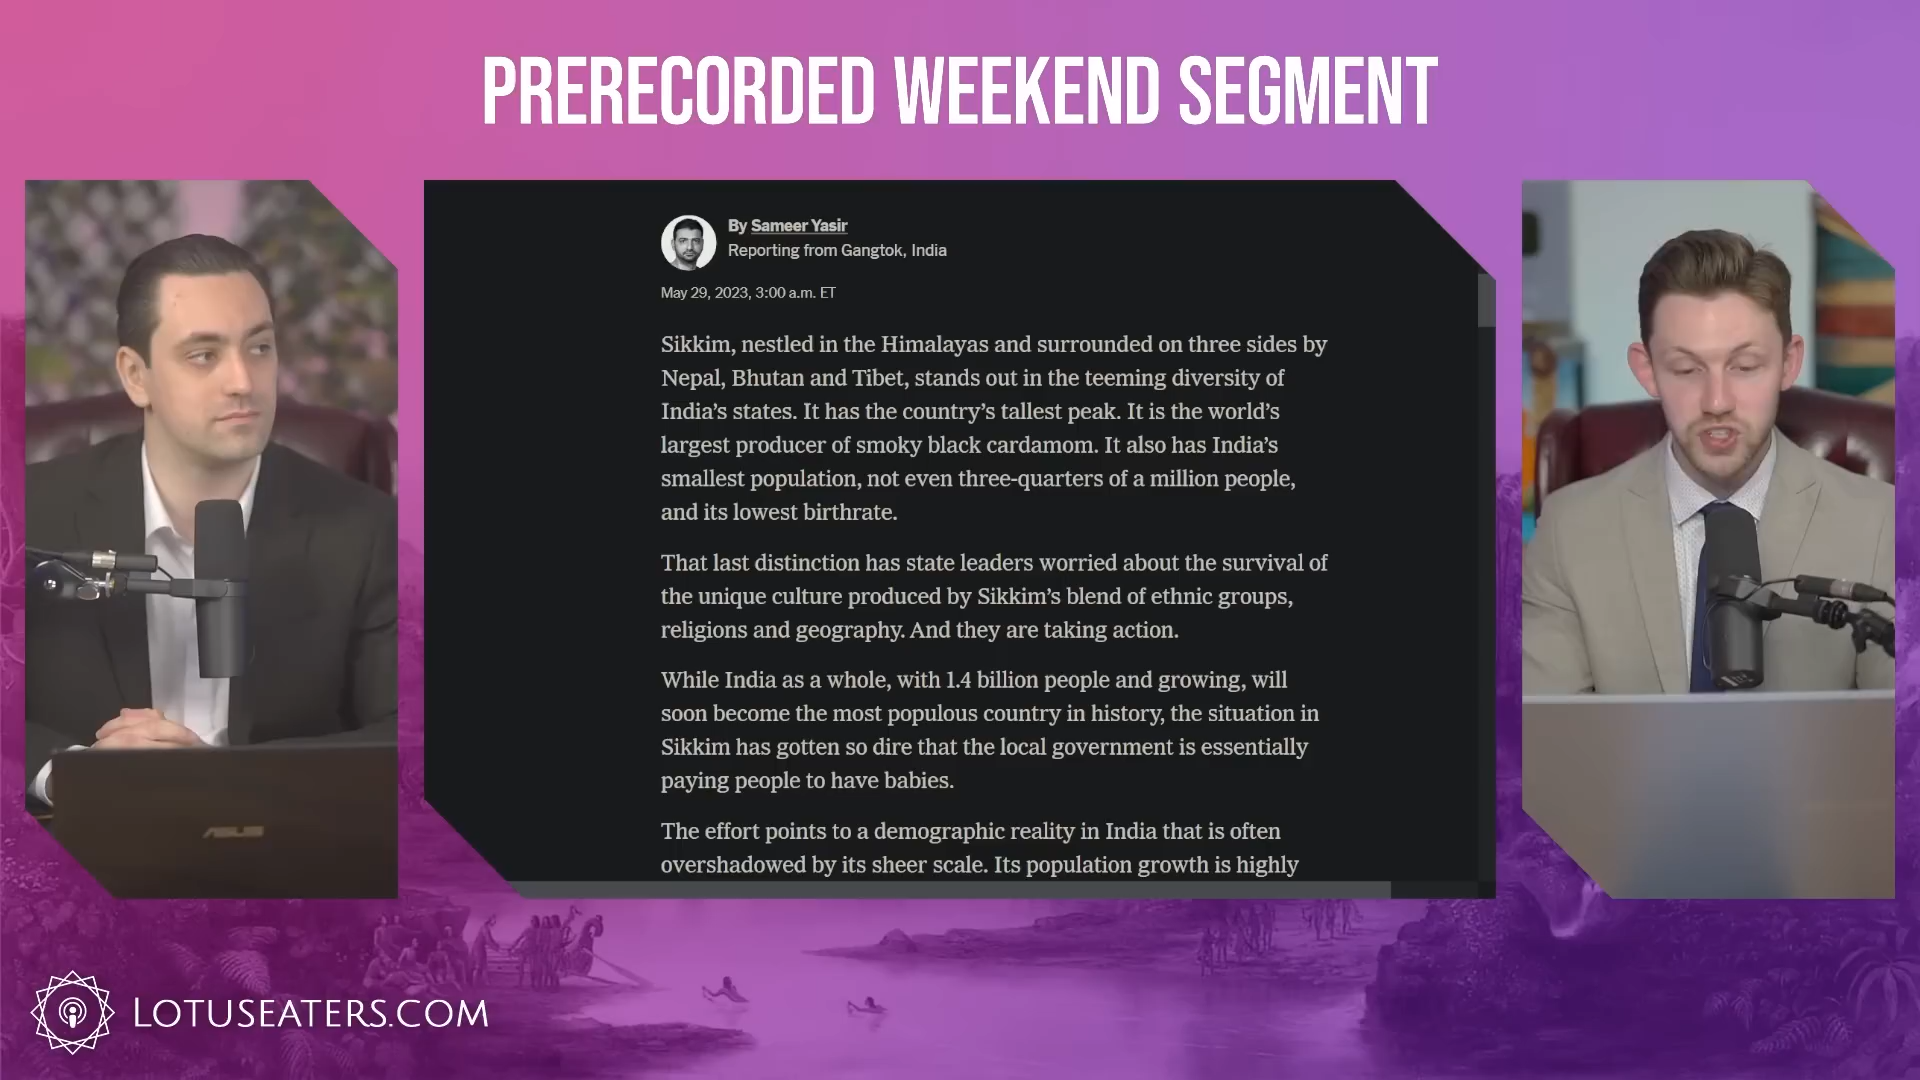 PRERECORDED WEEKEND SEGMENT
By Sameer Yasir
Reporting from Gangtok, India
May 29, 2023, 3:00 a.m. ET
Sikkim, nestled in the Himalayas and surrounded on three sides by
Nepal, Bhutan and Tibet, stands out in the teeming diversity of
India’s states. It has the country’s tallest peak. It is the world’s
largest producer of smoky black cardamom. It also has India’s
smallest population, not even three-quarters of a million people,
and its lowest birthrate.
That last distinction has state leaders worried about the survival of
the unique culture produced by Sikkim’s blend of ethnic groups,
religions and geography. And they are taking action.
While India as a whole, with 1.4 billion people and growing, will
soon become the most populous country in history, the situation in
Sikkim has gotten so dire that the local government is essentially
paying people to have babies.
The effort points to a demographic reality in India that is often
overshadowed by its sheer scale. Its population growth is highly
ASUS
LOTUSEATERS.COM